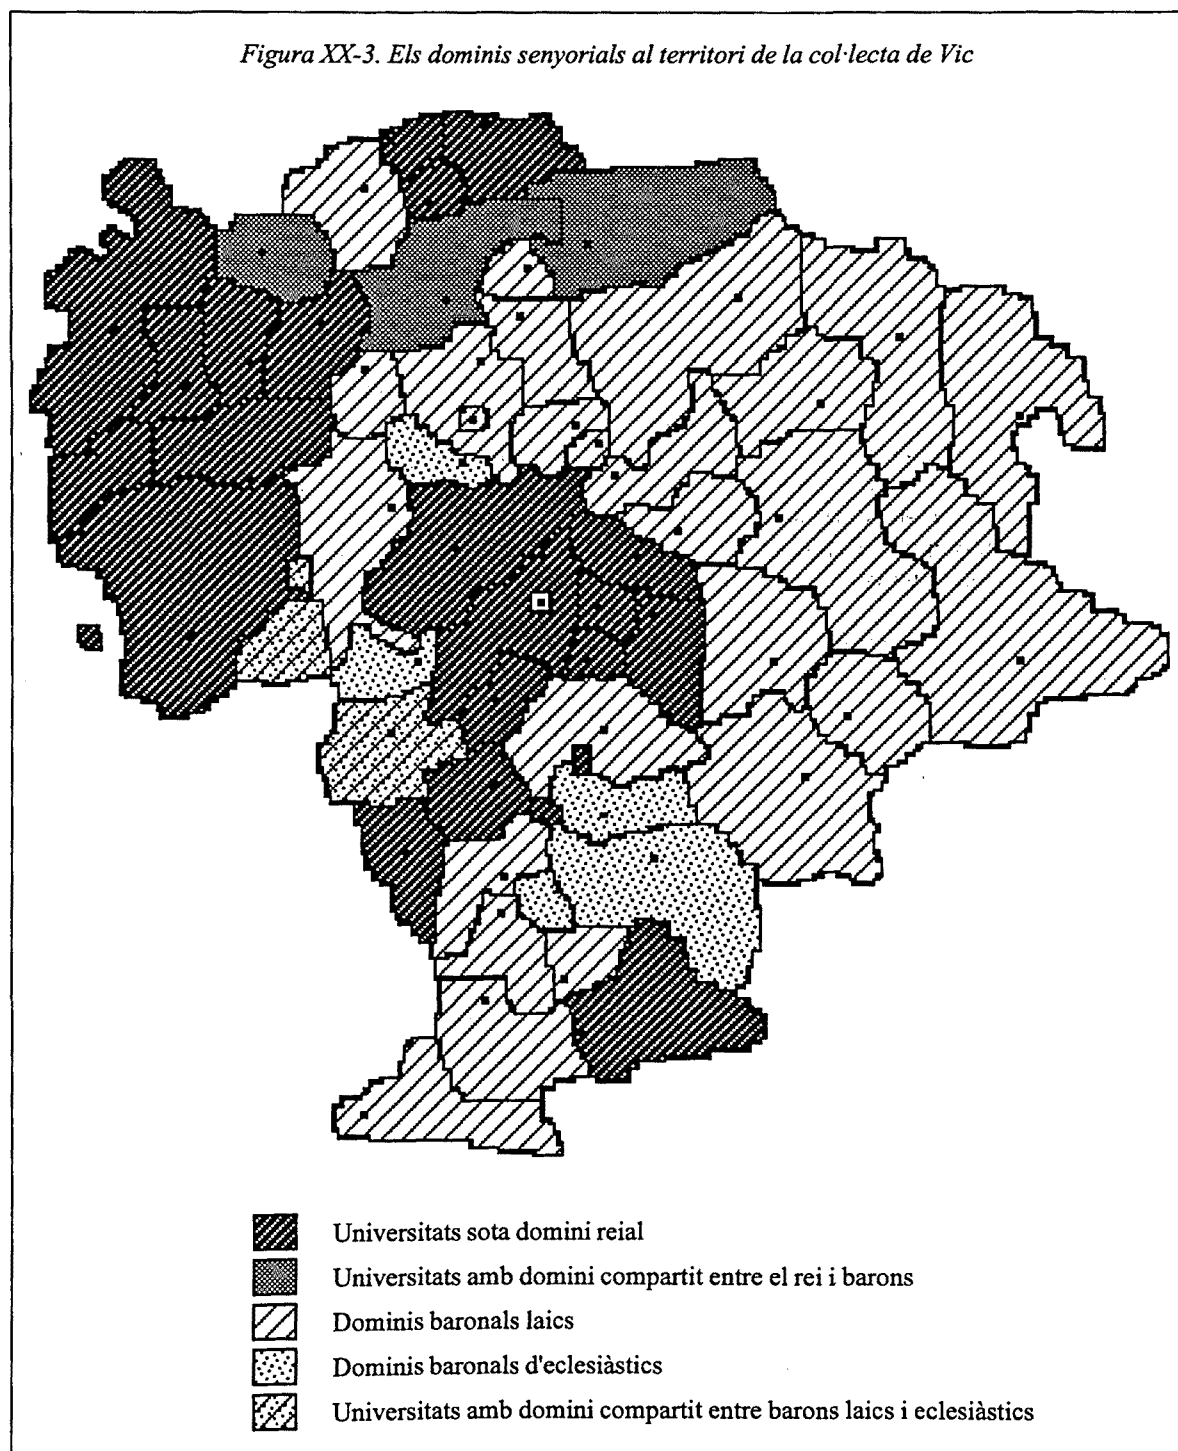 Figura XX-3. Els dominis senyorials al territori de la col·lecta de Vic
Universitats sota domini reial
Universitats amb domini compartit entre el rei i barons
Dominis baronals laics
Dominis baronals d'eclesiàstics
Universitats amb domini compartit entre barons laics i eclesiàstics